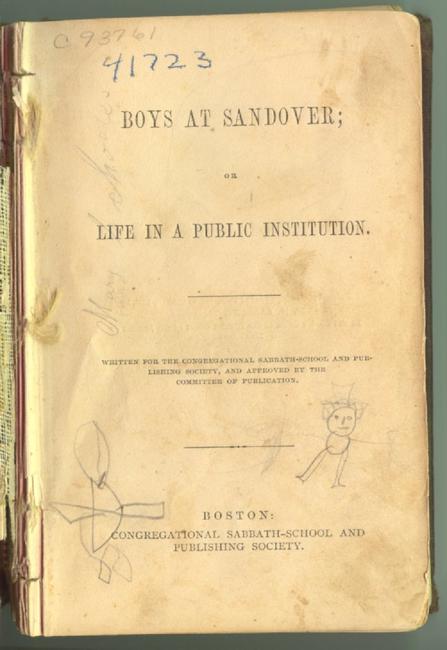 C 93761
41723
BOYS AT SANDOVER;
OR
LIFE IN A PUBLIC INSTITUTION.
WRITTEN FOR THE CONGREGATIONAL SABBATH-SCHOOL AND PUB-
LISHING SOCIETY, AND APPROVED BY THE
COMMITTEE OF PUBLICATION.
BOSTON:
CONGREGATIONAL SABBATH-SCHOOL AND
PUBLISHING SOCIETY.
Mary